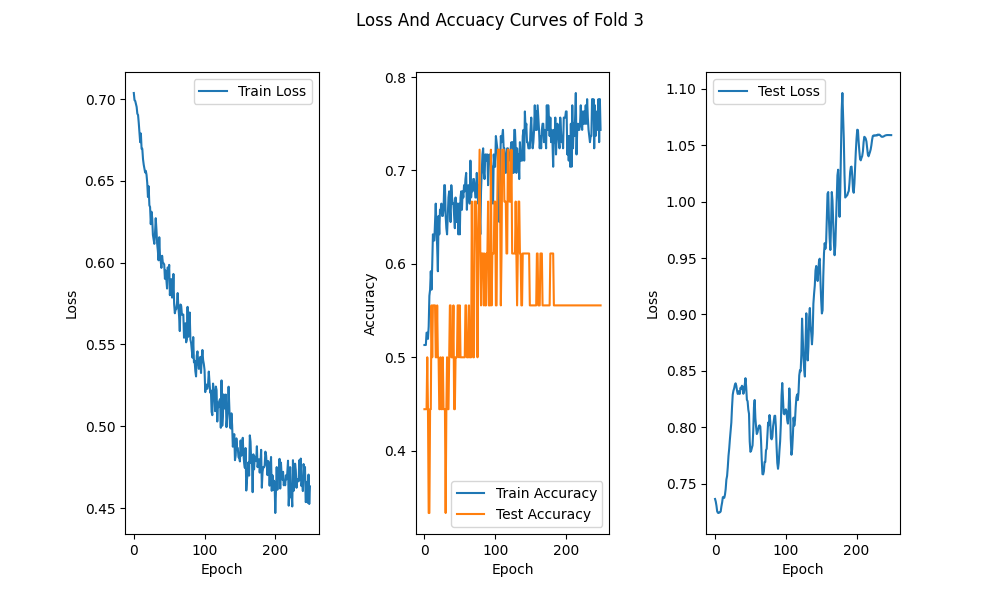 Loss And Accuacy Curves of Fold 3
Train Loss
0.70
0.65
0.60
0.55
0.50
0.45
Loss
0
100
200
Epoch
0.8
0.7
0.6
0.5
0.4
Accuracy
Train Accuracy
Test Accuracy
0
100
200
Epoch
Test Loss
1.10
1.05
1.00
0.95
0.90
0.85
0.80
0.75
Loss
0
100
200
Epoch